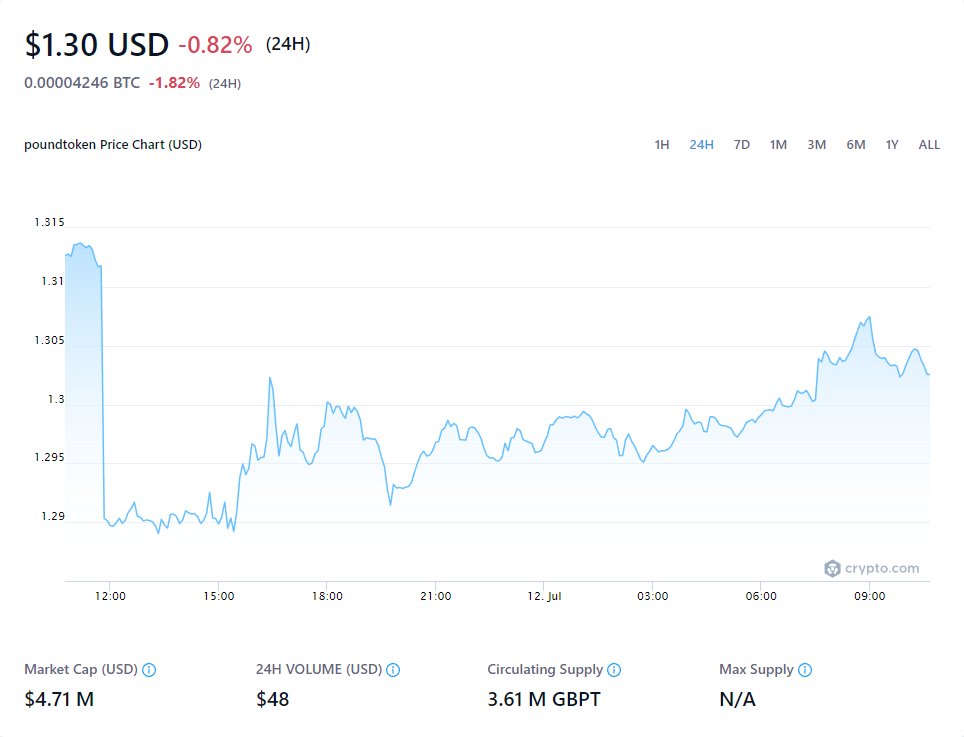 $1.30 USD -0.82% (24H)
0.00004246 BTC -1.82% (24H)
poundtoken Price Chart (USD) 1H 24H 7D 1M 3M 6M 1Y ALL
1.315
1.31
1.305
1.3
1.295
1.29
crypto.com
12:00 15:00 18:00 21:00 12. Jul 03:00 06:00 09:00
Market Cap (USD) 24H VOLUME (USD) Circulating Supply Max Supply
$4.71 M $48 3.61 M GBPT N/A